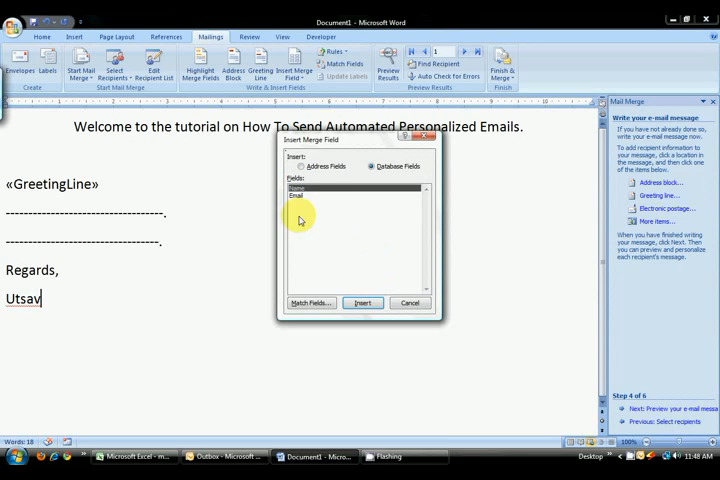 Document1 - Microsoft Word
Home Insert Page Layout References Mailings Review View Developer
Envelopes Labels
Create
Start Mail Merge
Select Recipients
Edit Recipient List
Start Mail Merge
Highlight Merge Fields
Address Block
Greeting Line
Insert Merge Field
Rules
Match Fields
Update Labels
Write & Insert Fields
Preview Results
1
Find Recipient
Auto Check for Errors
Preview Results
Finish & Merge
Finish
Welcome to the tutorial on How To Send Automated Personalized Emails.
«GreetingLine»
-----------------------------------.
----------------------------------.
Regards,
Utsav
Insert Merge Field
Insert:
Address Fields Database Fields
Fields:
Name
Email
Match Fields... Insert Cancel
Mail Merge
Write your e-mail message
If you have not already done so, write your message now.
To add recipient information to your message, click a location in the document, and then click one of the items below.
Address block...
Greeting line...
Electronic postage...
More items...
When you have finished writing your message, click Next. Then you can preview and personalize each recipient's message.
Step 4 of 6
Next: Preview your e-mail messa
Previous: Select recipients
Words: 18
100%
Microsoft Excel - m...
Outbox - Microsoft ...
Document1 - Micro...
Flashing
Desktop
11:48 AM